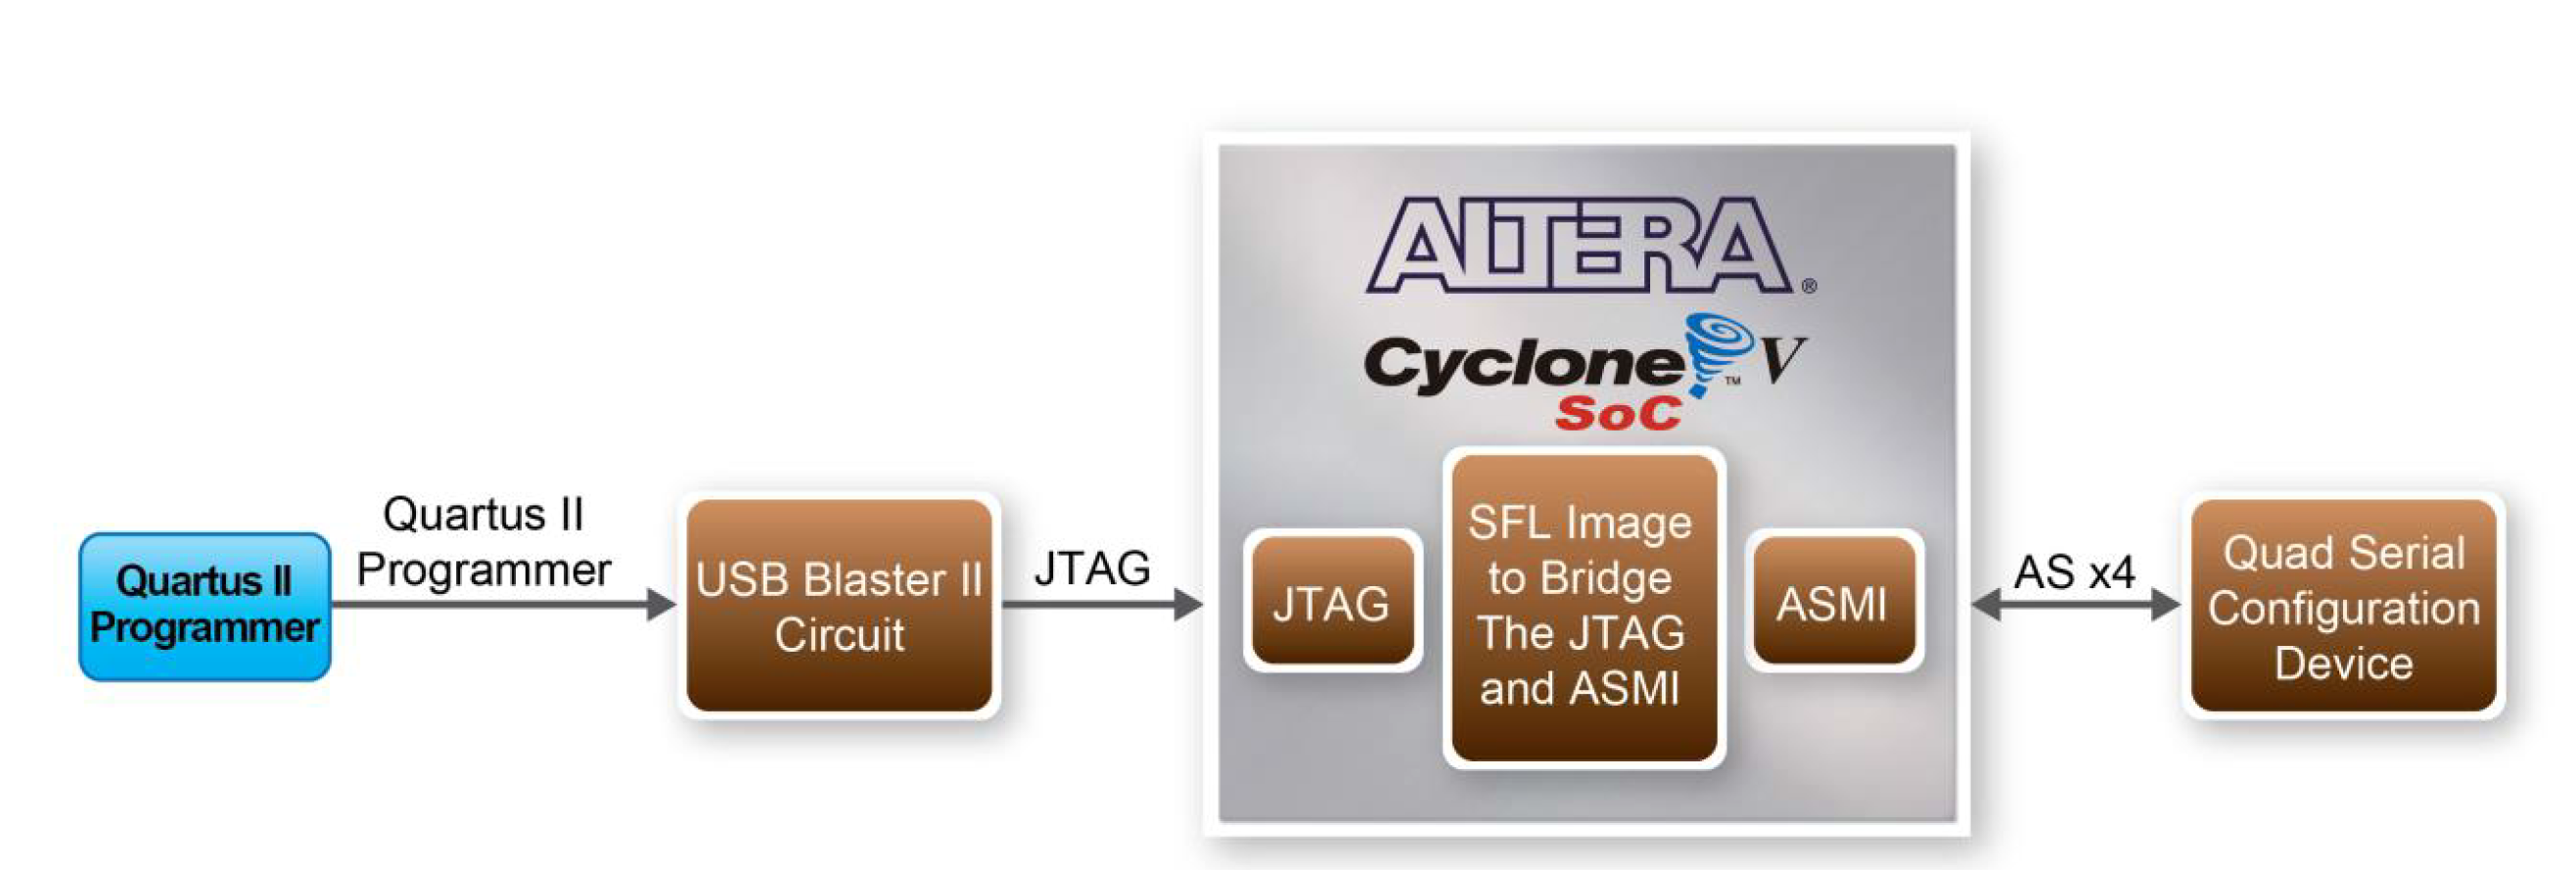 ALTERA®
Cyclone™ V
SoC
Quartus II
Programmer
Quartus II
Programmer
USB Blaster II
Circuit
JTAG
JTAG
SFL Image
to Bridge
The JTAG
and ASMI
ASMI
AS x4
Quad Serial
Configuration
Device